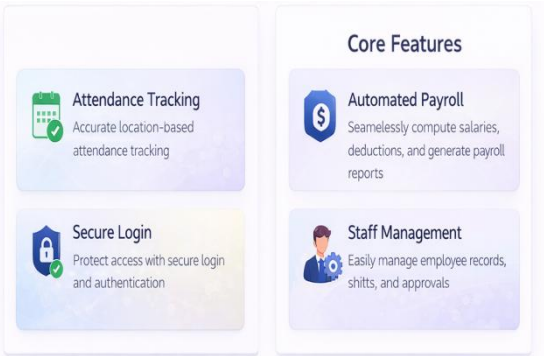 Core Features
Attendance Tracking
Accurate location-based
attendance tracking
Automated Payroll
Seamlessly compute salaries,
deductions, and generate payroll
reports
Secure Login
Protect access with secure login
and authentication
Staff Management
Easily manage employee records,
shitts, and approvals
$